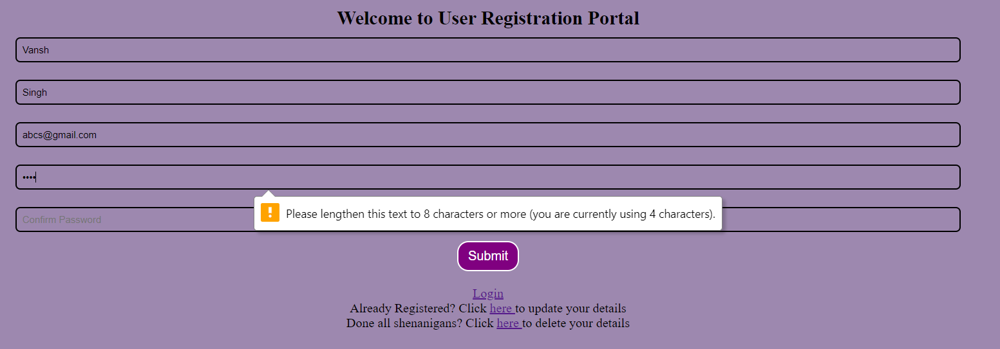 Welcome to User Registration Portal
Vansh
Singh
abcs@gmail.com
••••
Please lengthen this text to 8 characters or more (you are currently using 4 characters).
Confirm Password
Submit
Login
Already Registered? Click here to update your details
Done all shenanigans? Click here to delete your details